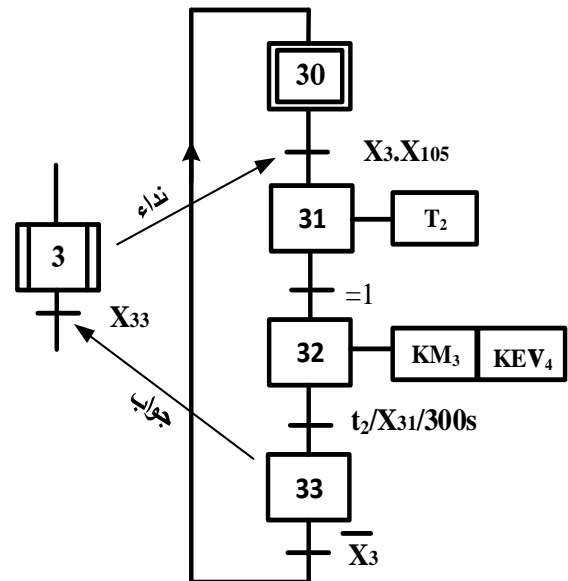 30
X₃.X₁₀₅
نداء
31
T₂
3
=1
X₃₃
32
KM₃
KEV₄
جواب
t₂/X₃₁/300s
33
X̅₃